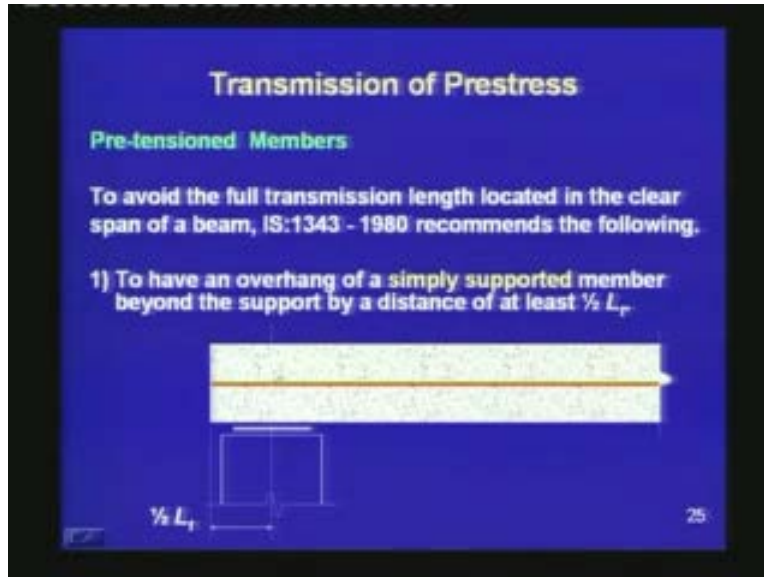 Transmission of Prestress
Pre-tensioned Members
To avoid the full transmission length located in the clear
span of a beam, IS:1343 - 1980 recommends the following.
1) To have an overhang of a simply supported member
beyond the support by a distance of at least ½ Lt.
½ Lt
25